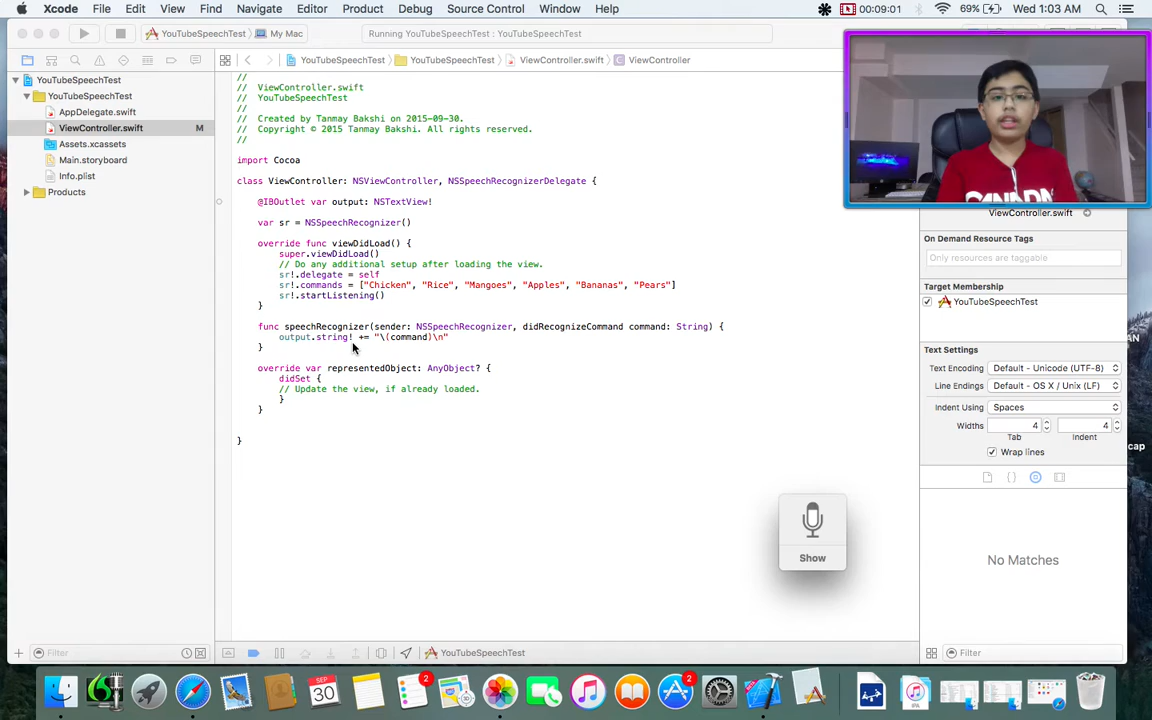 Xcode File Edit View Find Navigate Editor Product Debug Source Control Window Help 00:09:01 69% Wed 1:03 AM
YouTubeSpeechTest My Mac Running YouTubeSpeechTest : YouTubeSpeechTest
YouTubeSpeechTest YouTubeSpeechTest ViewController.swift ViewController
YouTubeSpeechTest
YouTubeSpeechTest
AppDelegate.swift
ViewController.swift M
Assets.xcassets
Main.storyboard
Info.plist
Products
//
// ViewController.swift
// YouTubeSpeechTest
//
// Created by Tanmay Bakshi on 2015-09-30.
// Copyright © 2015 Tanmay Bakshi. All rights reserved.
//
import Cocoa
class ViewController: NSViewController, NSSpeechRecognizerDelegate {
@IBOutlet var output: NSTextView!
var sr = NSSpeechRecognizer()
override func viewDidLoad() {
super.viewDidLoad()
// Do any additional setup after loading the view.
sr!.delegate = self
sr!.commands = ["Chicken", "Rice", "Mangoes", "Apples", "Bananas", "Pears"]
sr!.startListening()
}
func speechRecognizer(sender: NSSpeechRecognizer, didRecognizeCommand command: String) {
output.string! += "\(command)\n"
}
override var representedObject: AnyObject? {
didSet {
// Update the view, if already loaded.
}
}
}
ViewController.swift
On Demand Resource Tags
Only resources are taggable
Target Membership
YouTubeSpeechTest
Text Settings
Text Encoding Default - Unicode (UTF-8)
Line Endings Default - OS X / Unix (LF)
Indent Using Spaces
Widths 4 4
Tab Indent
Wrap lines
No Matches
Show
Filter
YouTubeSpeechTest
Filter
CANADA
AN
cap
SEP
30
2
2